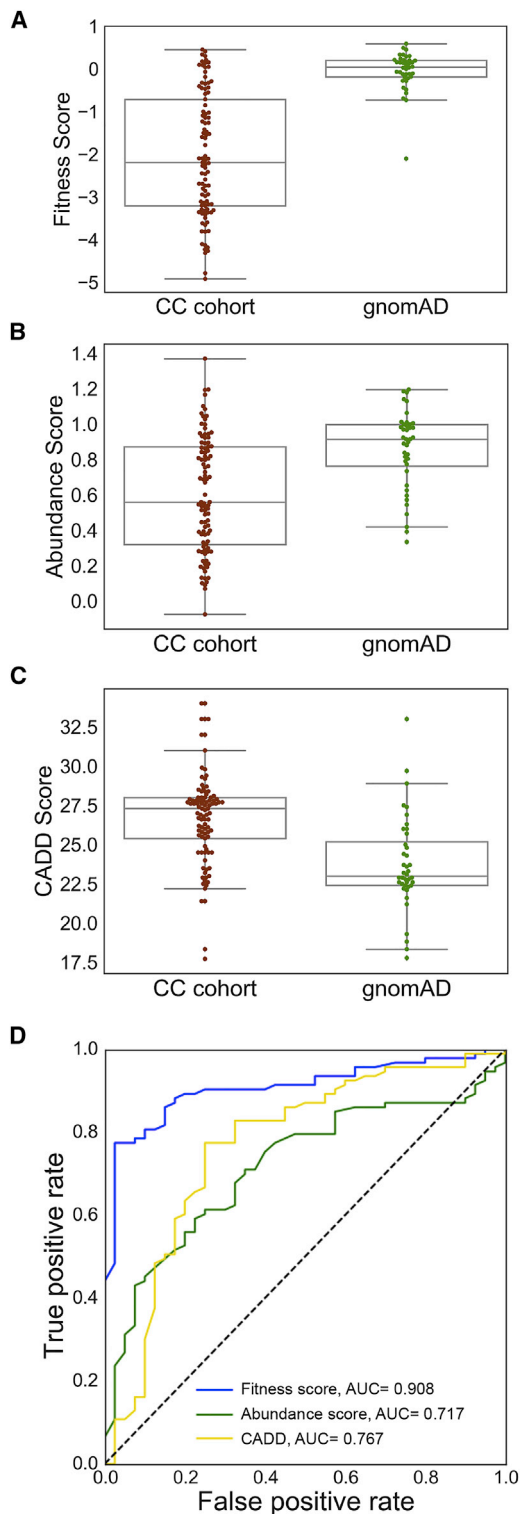 A
Fitness Score
1
0
−1
−2
−3
−4
−5
CC cohort gnomAD
B
Abundance Score
1.4
1.2
1.0
0.8
0.6
0.4
0.2
0.0
CC cohort gnomAD
C
CADD Score
32.5
30.0
27.5
25.0
22.5
20.0
17.5
CC cohort gnomAD
D
True positive rate
1.0
0.8
0.6
0.4
0.2
0.0
Fitness score, AUC= 0.908
Abundance score, AUC= 0.717
CADD, AUC= 0.767
0.0 0.2 0.4 0.6 0.8 1.0
False positive rate